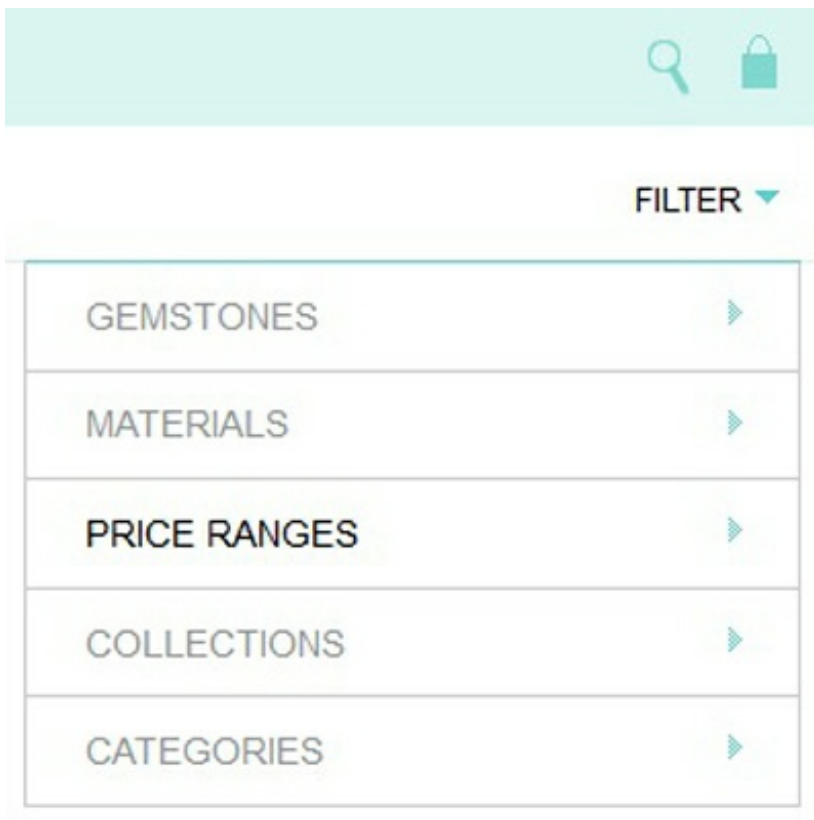 FILTER
GEMSTONES
MATERIALS
PRICE RANGES
COLLECTIONS
CATEGORIES